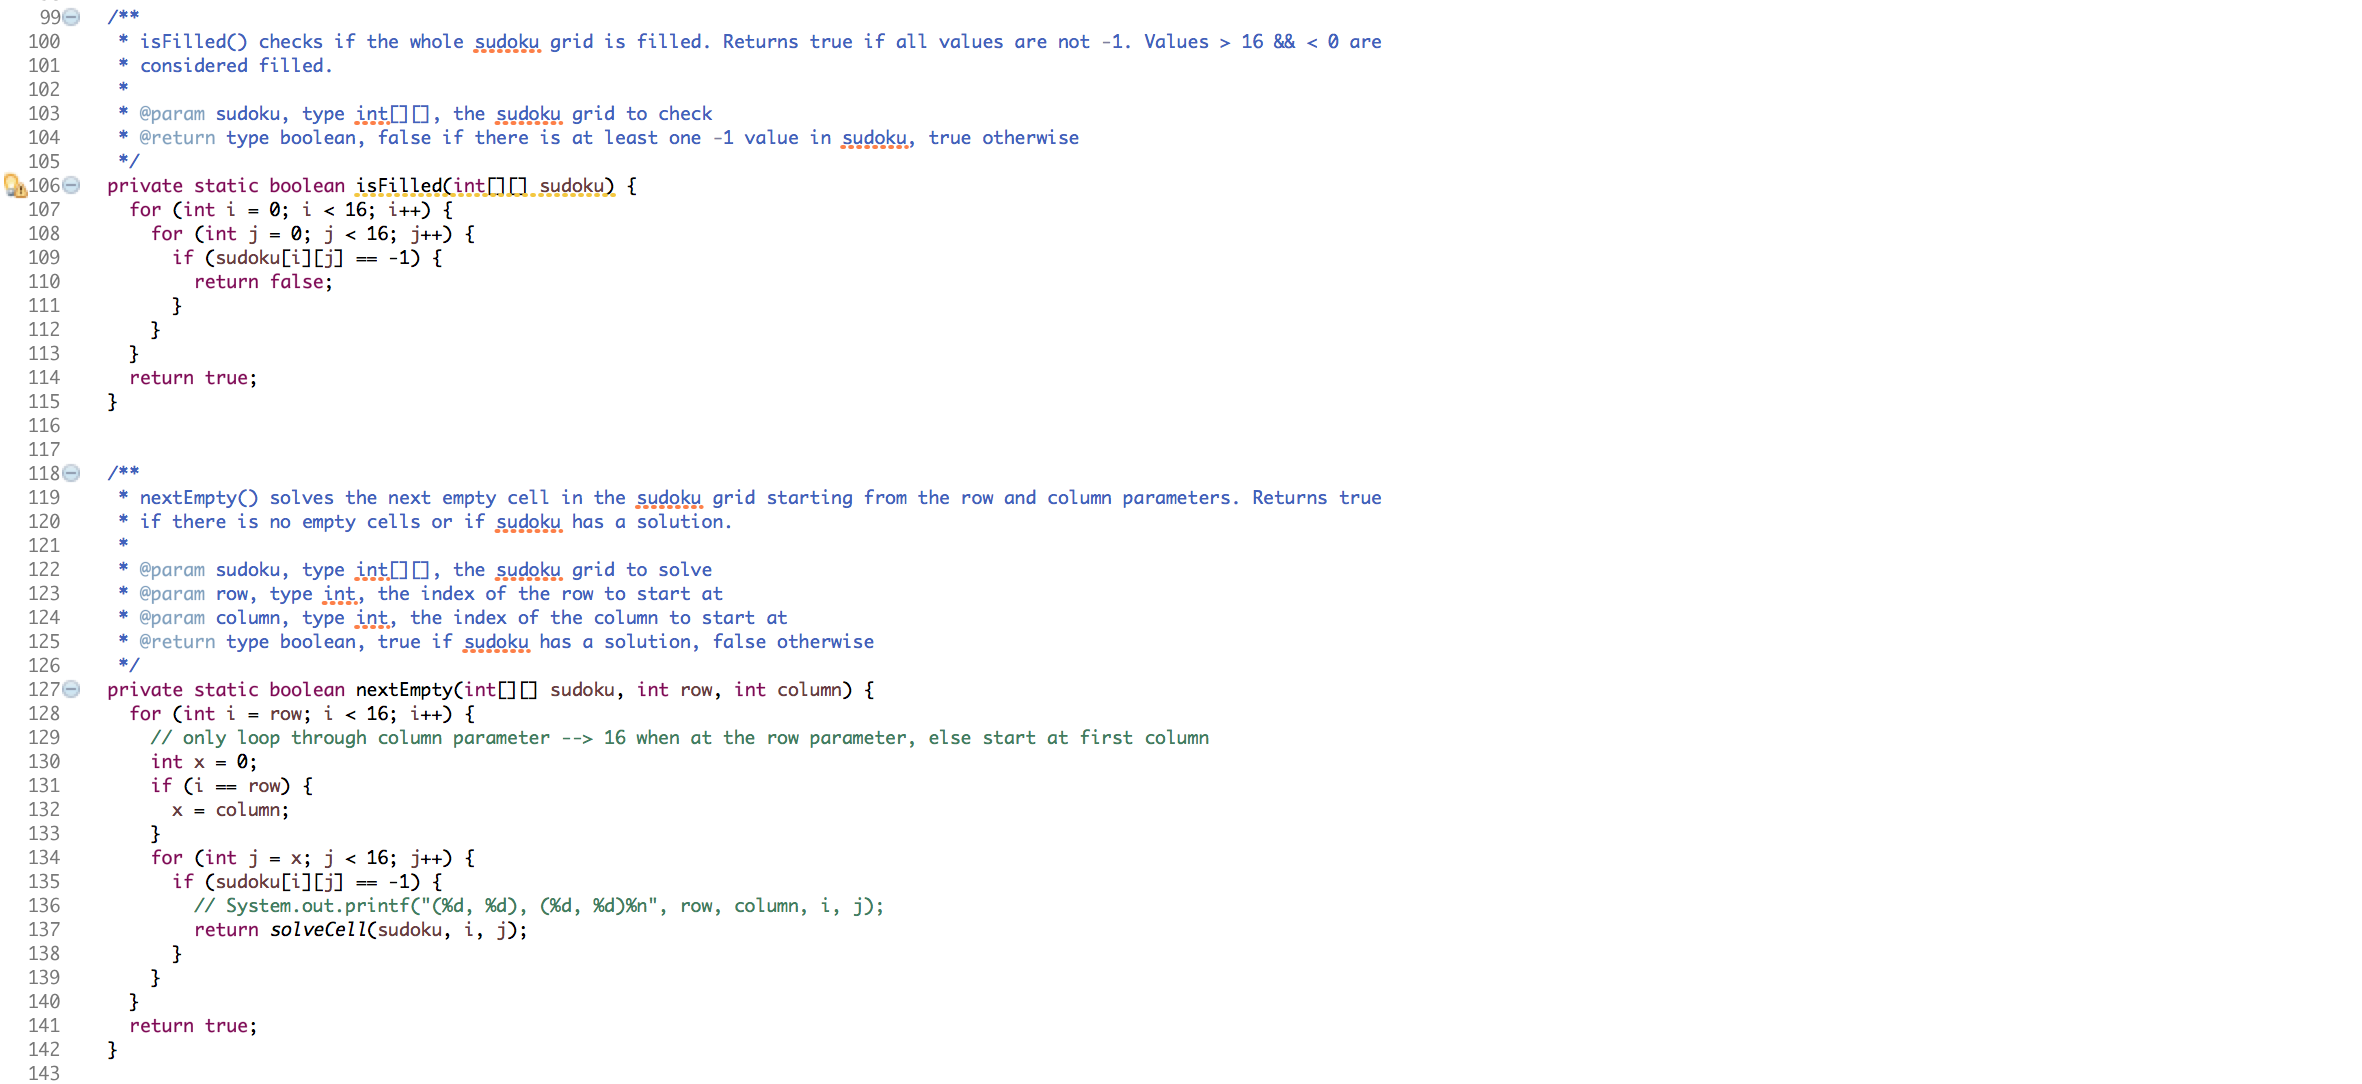 99 /**
100 * isFilled() checks if the whole sudoku grid is filled. Returns true if all values are not -1. Values > 16 && < 0 are
101 * considered filled.
102 *
103 * @param sudoku, type int[][], the sudoku grid to check
104 * @return type boolean, false if there is at least one -1 value in sudoku, true otherwise
105 */
106 private static boolean isFilled(int[][] sudoku) {
107 for (int i = 0; i < 16; i++) {
108 for (int j = 0; j < 16; j++) {
109 if (sudoku[i][j] == -1) {
110 return false;
111 }
112 }
113 }
114 return true;
115 }
116
117
118 /**
119 * nextEmpty() solves the next empty cell in the sudoku grid starting from the row and column parameters. Returns true
120 * if there is no empty cells or if sudoku has a solution.
121 *
122 * @param sudoku, type int[][], the sudoku grid to solve
123 * @param row, type int, the index of the row to start at
124 * @param column, type int, the index of the column to start at
125 * @return type boolean, true if sudoku has a solution, false otherwise
126 */
127 private static boolean nextEmpty(int[][] sudoku, int row, int column) {
128 for (int i = row; i < 16; i++) {
129 // only loop through column parameter --> 16 when at the row parameter, else start at first column
130 int x = 0;
131 if (i == row) {
132 x = column;
133 }
134 for (int j = x; j < 16; j++) {
135 if (sudoku[i][j] == -1) {
136 // System.out.printf("(%d, %d), (%d, %d)%n", row, column, i, j);
137 return solveCell(sudoku, i, j);
138 }
139 }
140 }
141 return true;
142 }
143